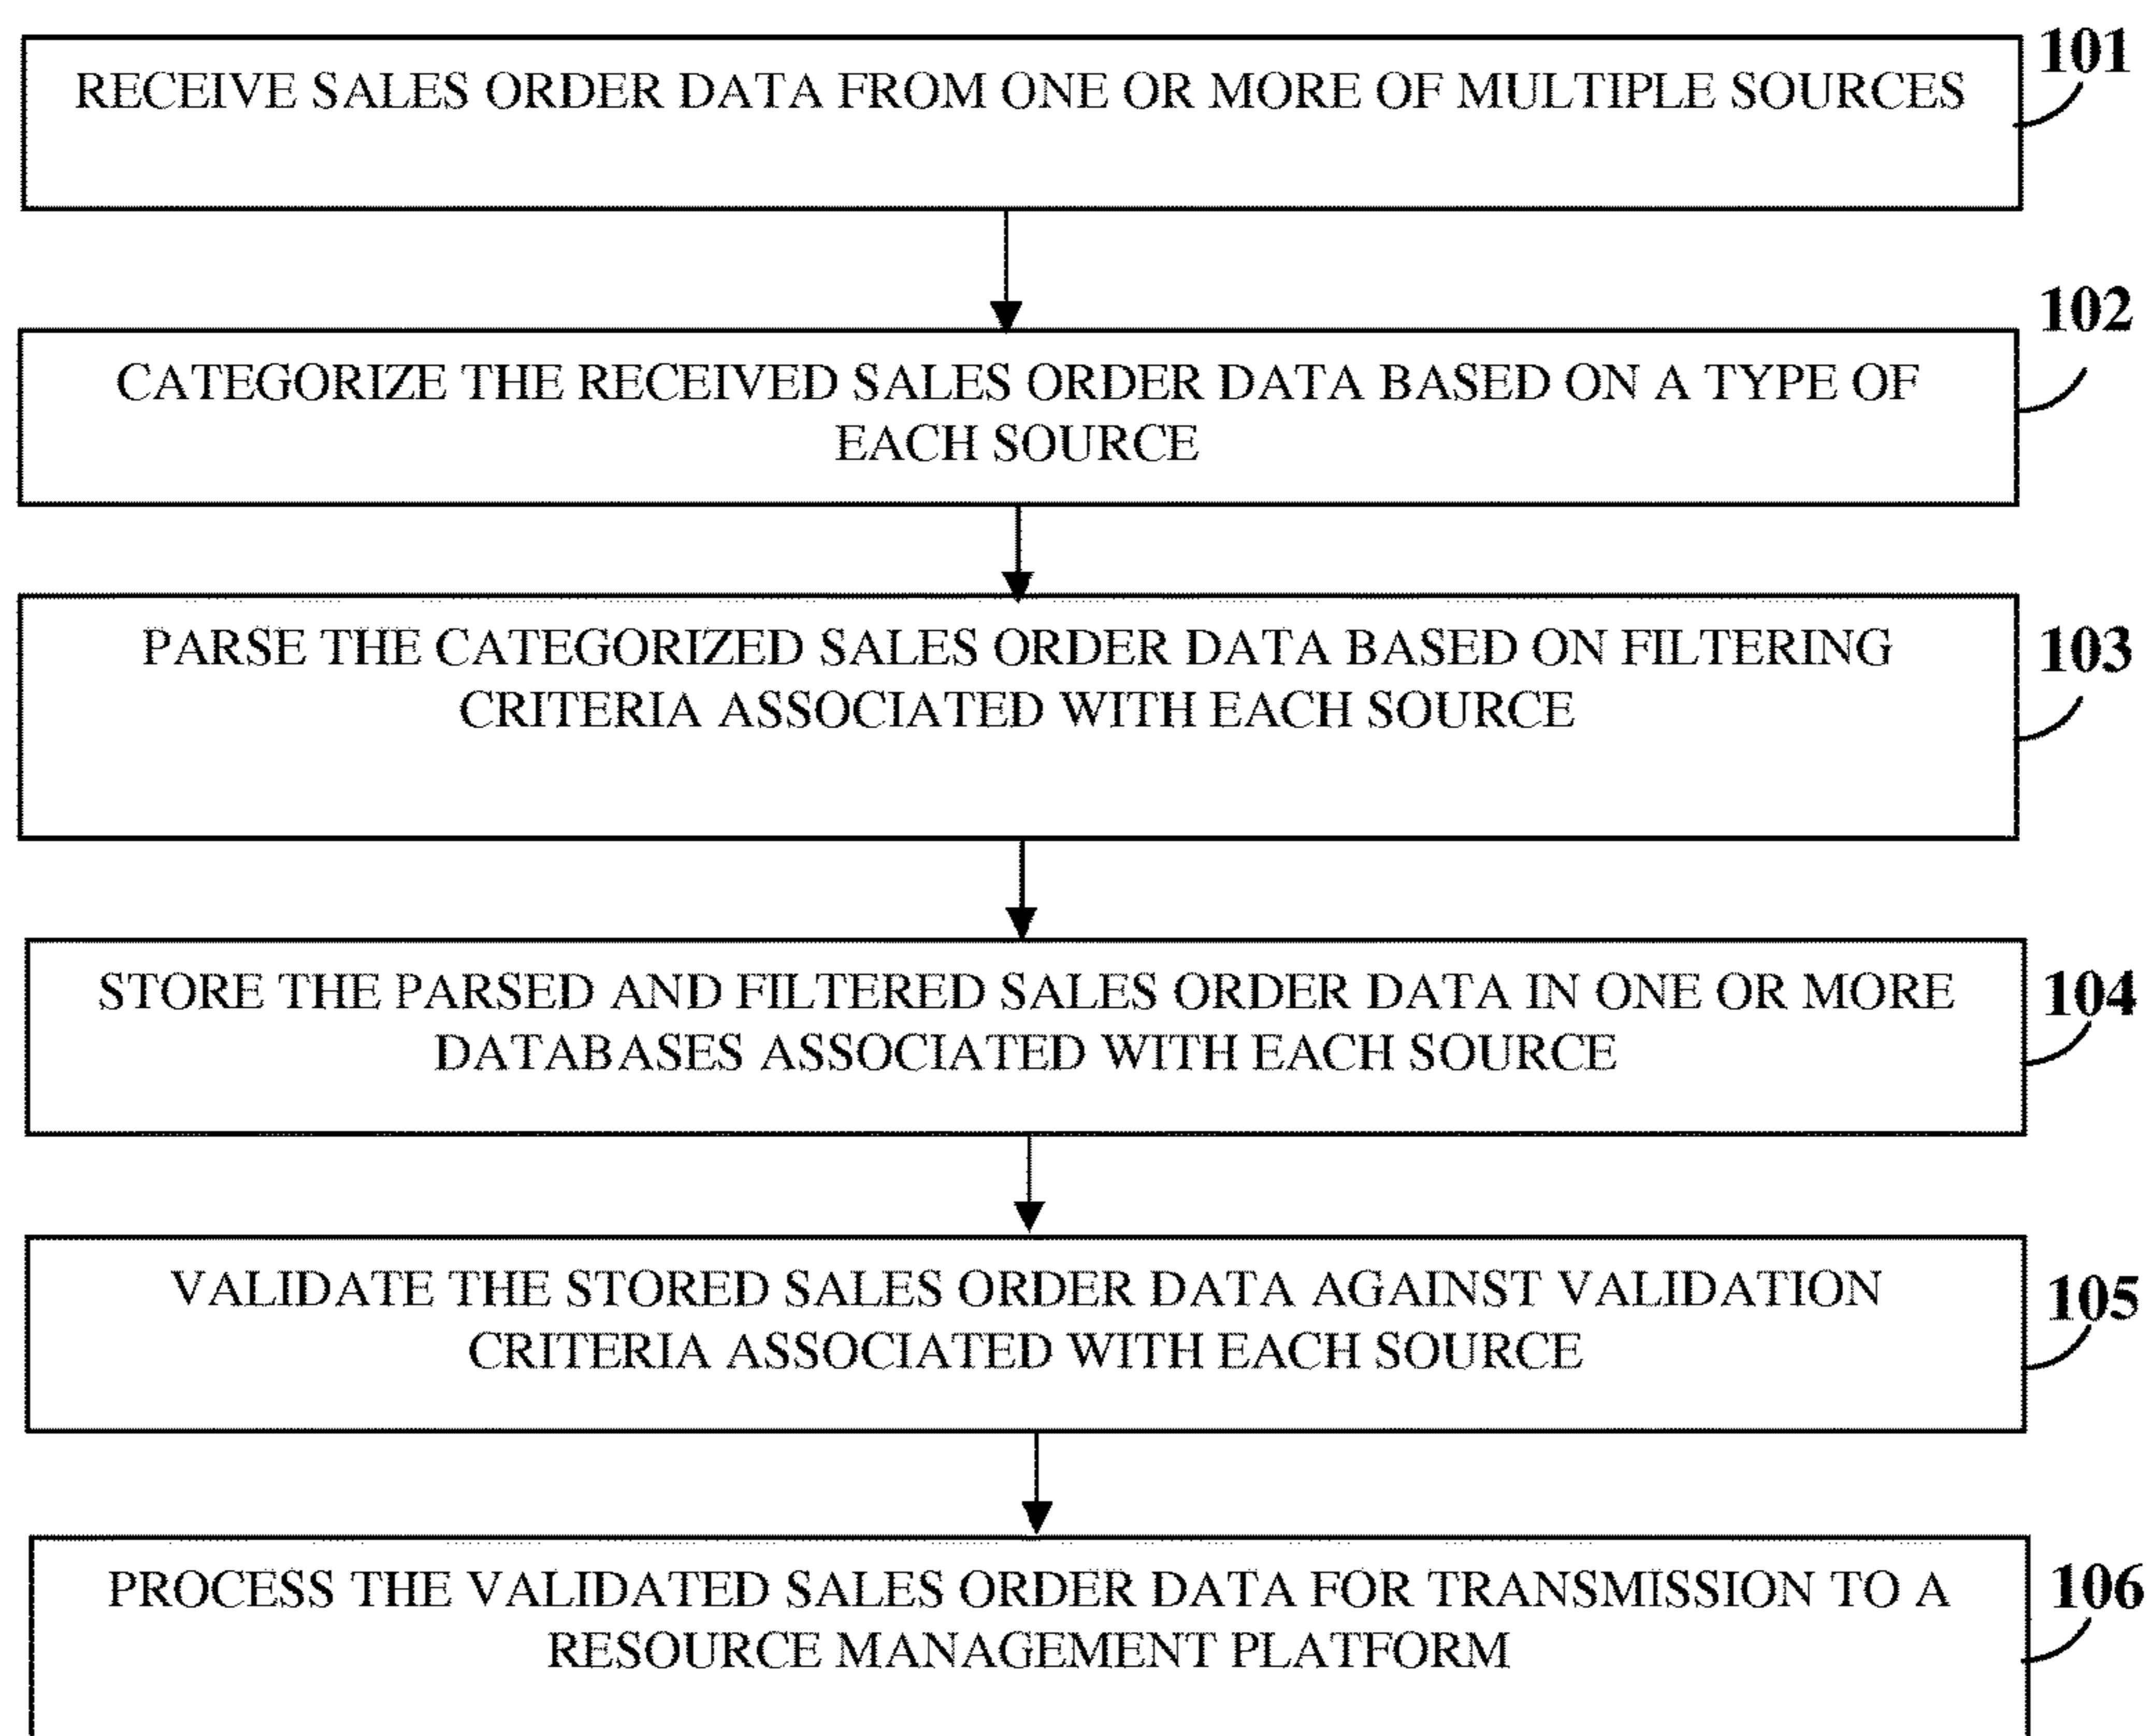 RECEIVE SALES ORDER DATA FROM ONE OR MORE OF MULTIPLE SOURCES
101
102
CATEGORIZE THE RECEIVED SALES ORDER DATA BASED ON A TYPE OF
EACH SOURCE
103
PARSE THE CATEGORIZED SALES ORDER DATA BASED ON FILTERING
CRITERIA ASSOCIATED WITH EACH SOURCE
104
STORE THE PARSED AND FILTERED SALES ORDER DATA IN ONE OR MORE
DATABASES ASSOCIATED WITH EACH SOURCE
105
VALIDATE THE STORED SALES ORDER DATA AGAINST VALIDATION
CRITERIA ASSOCIATED WITH EACH SOURCE
106
PROCESS THE VALIDATED SALES ORDER DATA FOR TRANSMISSION TO A
RESOURCE MANAGEMENT PLATFORM